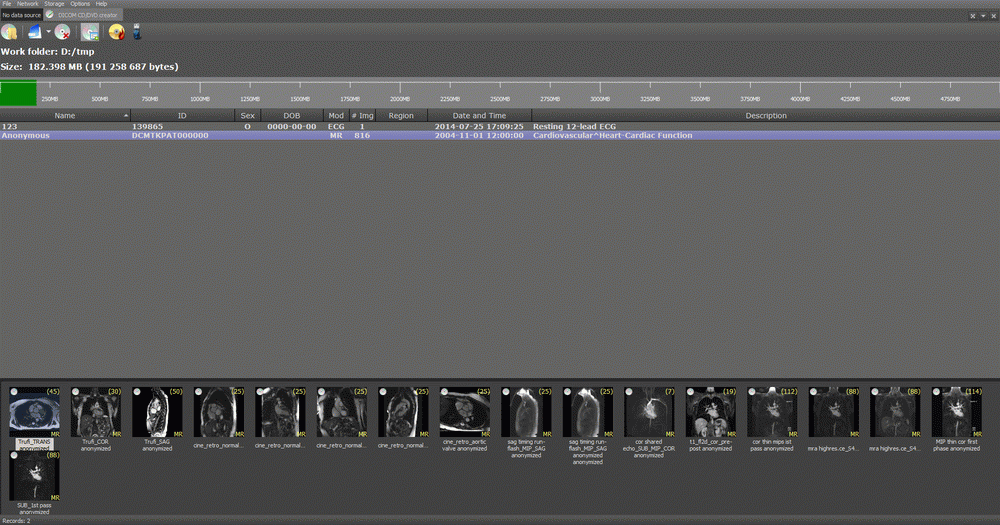 File Network Storage Options Help
No data source DICOM CD/DVD creator
Work folder: D:/tmp
Size: 182.398 MB (191 258 687 bytes)
250MB 500MB 750MB 1000MB 1250MB 1500MB 1750MB 2000MB 2250MB 2500MB 2750MB 3000MB 3250MB 3500MB 3750MB 4000MB 4250MB 4500MB 4750MB
Name ID Sex DOB Mod # Img Region Date and Time Description
123 139865 O 0000-00-00 ECG 1 2014-07-25 17:09:25 Resting 12-lead ECG
Anonymous DCMTKPAT000000 MR 816 2004-11-01 12:00:00 Cardiovascular^Heart-Cardiac Function
(45) (30) (50) (25) (25) (25) (25) (25) (25) (25) (7) (19) (112) (88) (88) (114)
MR MR MR MR MR MR MR MR MR MR MR MR MR MR MR MR
Trufi_TRANS anonymized
Trufi_COR anonymized
Trufi_SAG anonymized
cine_retro_normal...
cine_retro_normal...
cine_retro_normal...
cine_retro_normal...
cine_retro_aortic valve anonymized
sag timing run-flash_MIP_SAG anonymized
sag timing run-flash_MIP_SAG anonymized anonymized
cor shared echo_SUB_MIP_COR anonymized
t1_fl2d_cor_pre-post anonymized
cor thin mips ist pass anonymized
mra highres.ce_S4...
mra highres.ce_S4...
MIP thin cor first phase anonymized
(88)
MR
SUB_1st pass anonymized
Records: 2